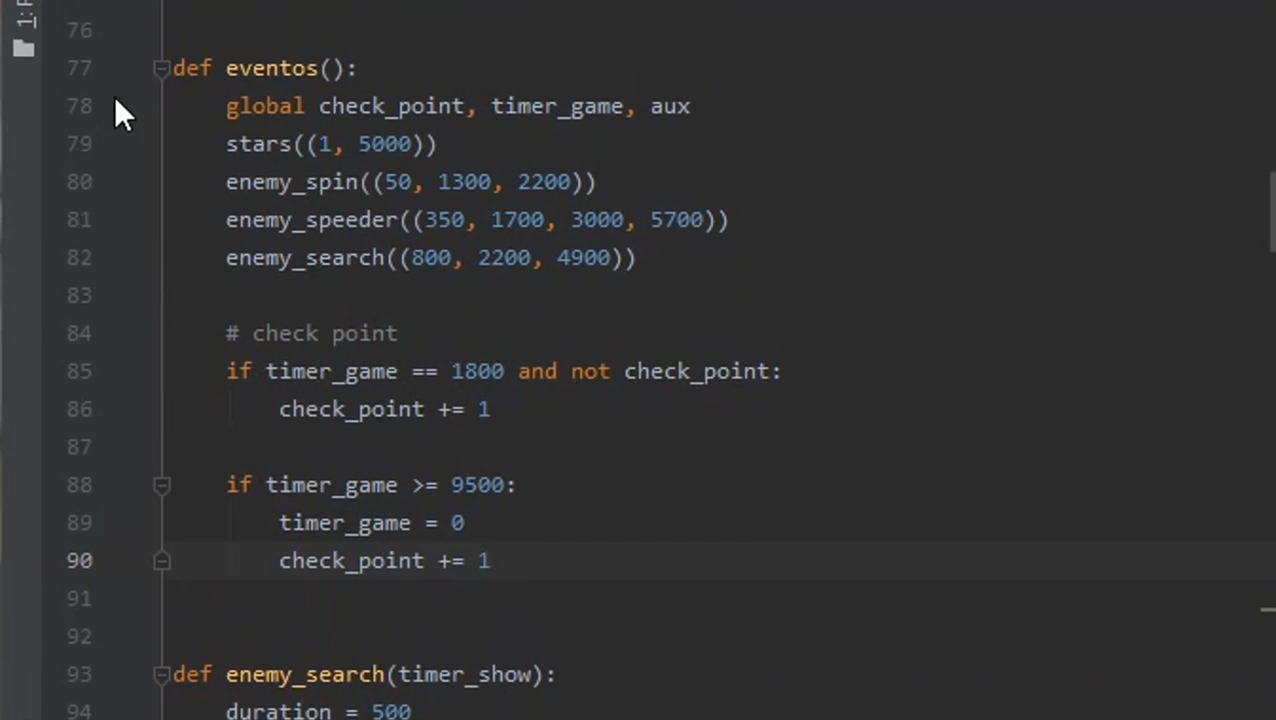 76
77 def eventos():
78 global check_point, timer_game, aux
79 stars((1, 5000))
80 enemy_spin((50, 1300, 2200))
81 enemy_speeder((350, 1700, 3000, 5700))
82 enemy_search((800, 2200, 4900))
83
84 # check point
85 if timer_game == 1800 and not check_point:
86 check_point += 1
87
88 if timer_game >= 9500:
89 timer_game = 0
90 check_point += 1
91
92
93 def enemy_search(timer_show):
94 duration = 500